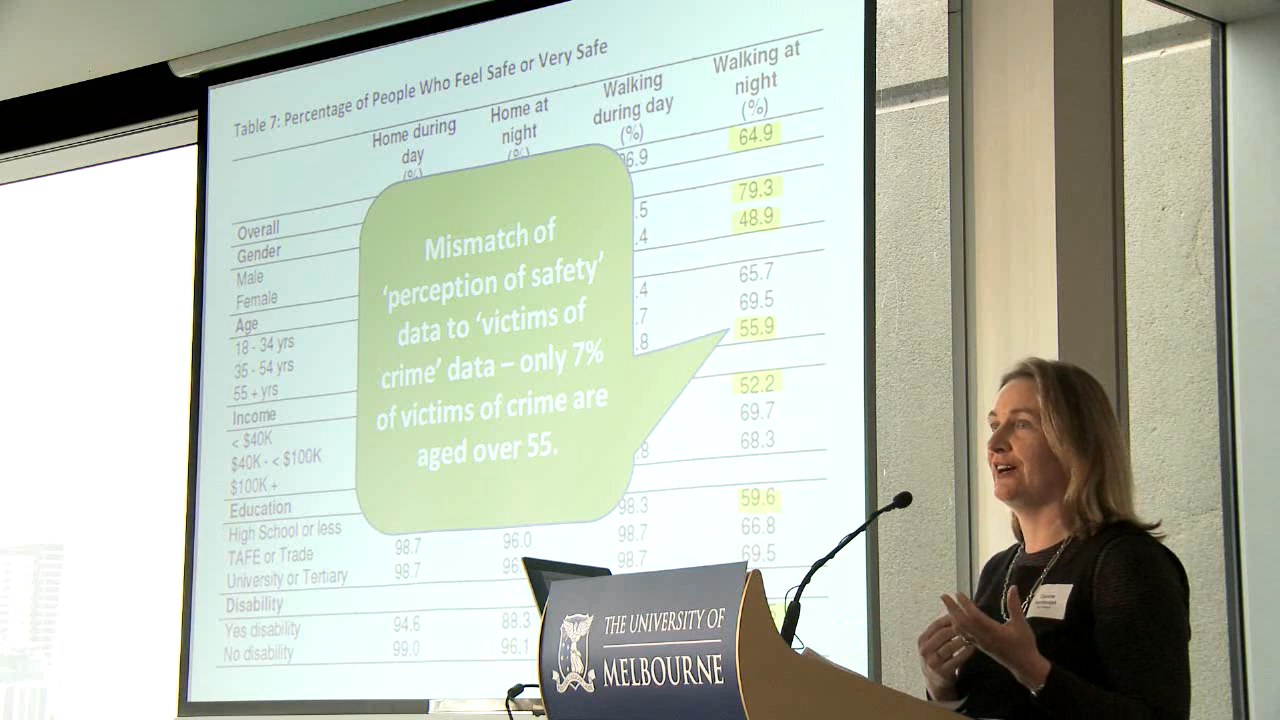 Table 7: Percentage of People Who Feel Safe or Very Safe
Home during day (%) Home at night (%) Walking during day (%) Walking at night (%)
Overall 64.9
Gender
Male .5 79.3
Female .4 48.9
Age
18 - 34 yrs .4 65.7
35 - 54 yrs .7 69.5
55 + yrs .8 55.9
Income
< $40K 52.2
$40K - < $100K 69.7
$100K + .8 68.3
Education
High School or less 98.3 59.6
TAFE or Trade 98.7 96.0 98.7 66.8
University or Tertiary 98.7 98.7 69.5
Disability
Yes disability 94.6 88.3
No disability 99.0 96.1
Mismatch of
‘perception of safety’
data to ‘victims of
crime’ data – only 7%
of victims of crime are
aged over 55.
THE UNIVERSITY OF
MELBOURNE